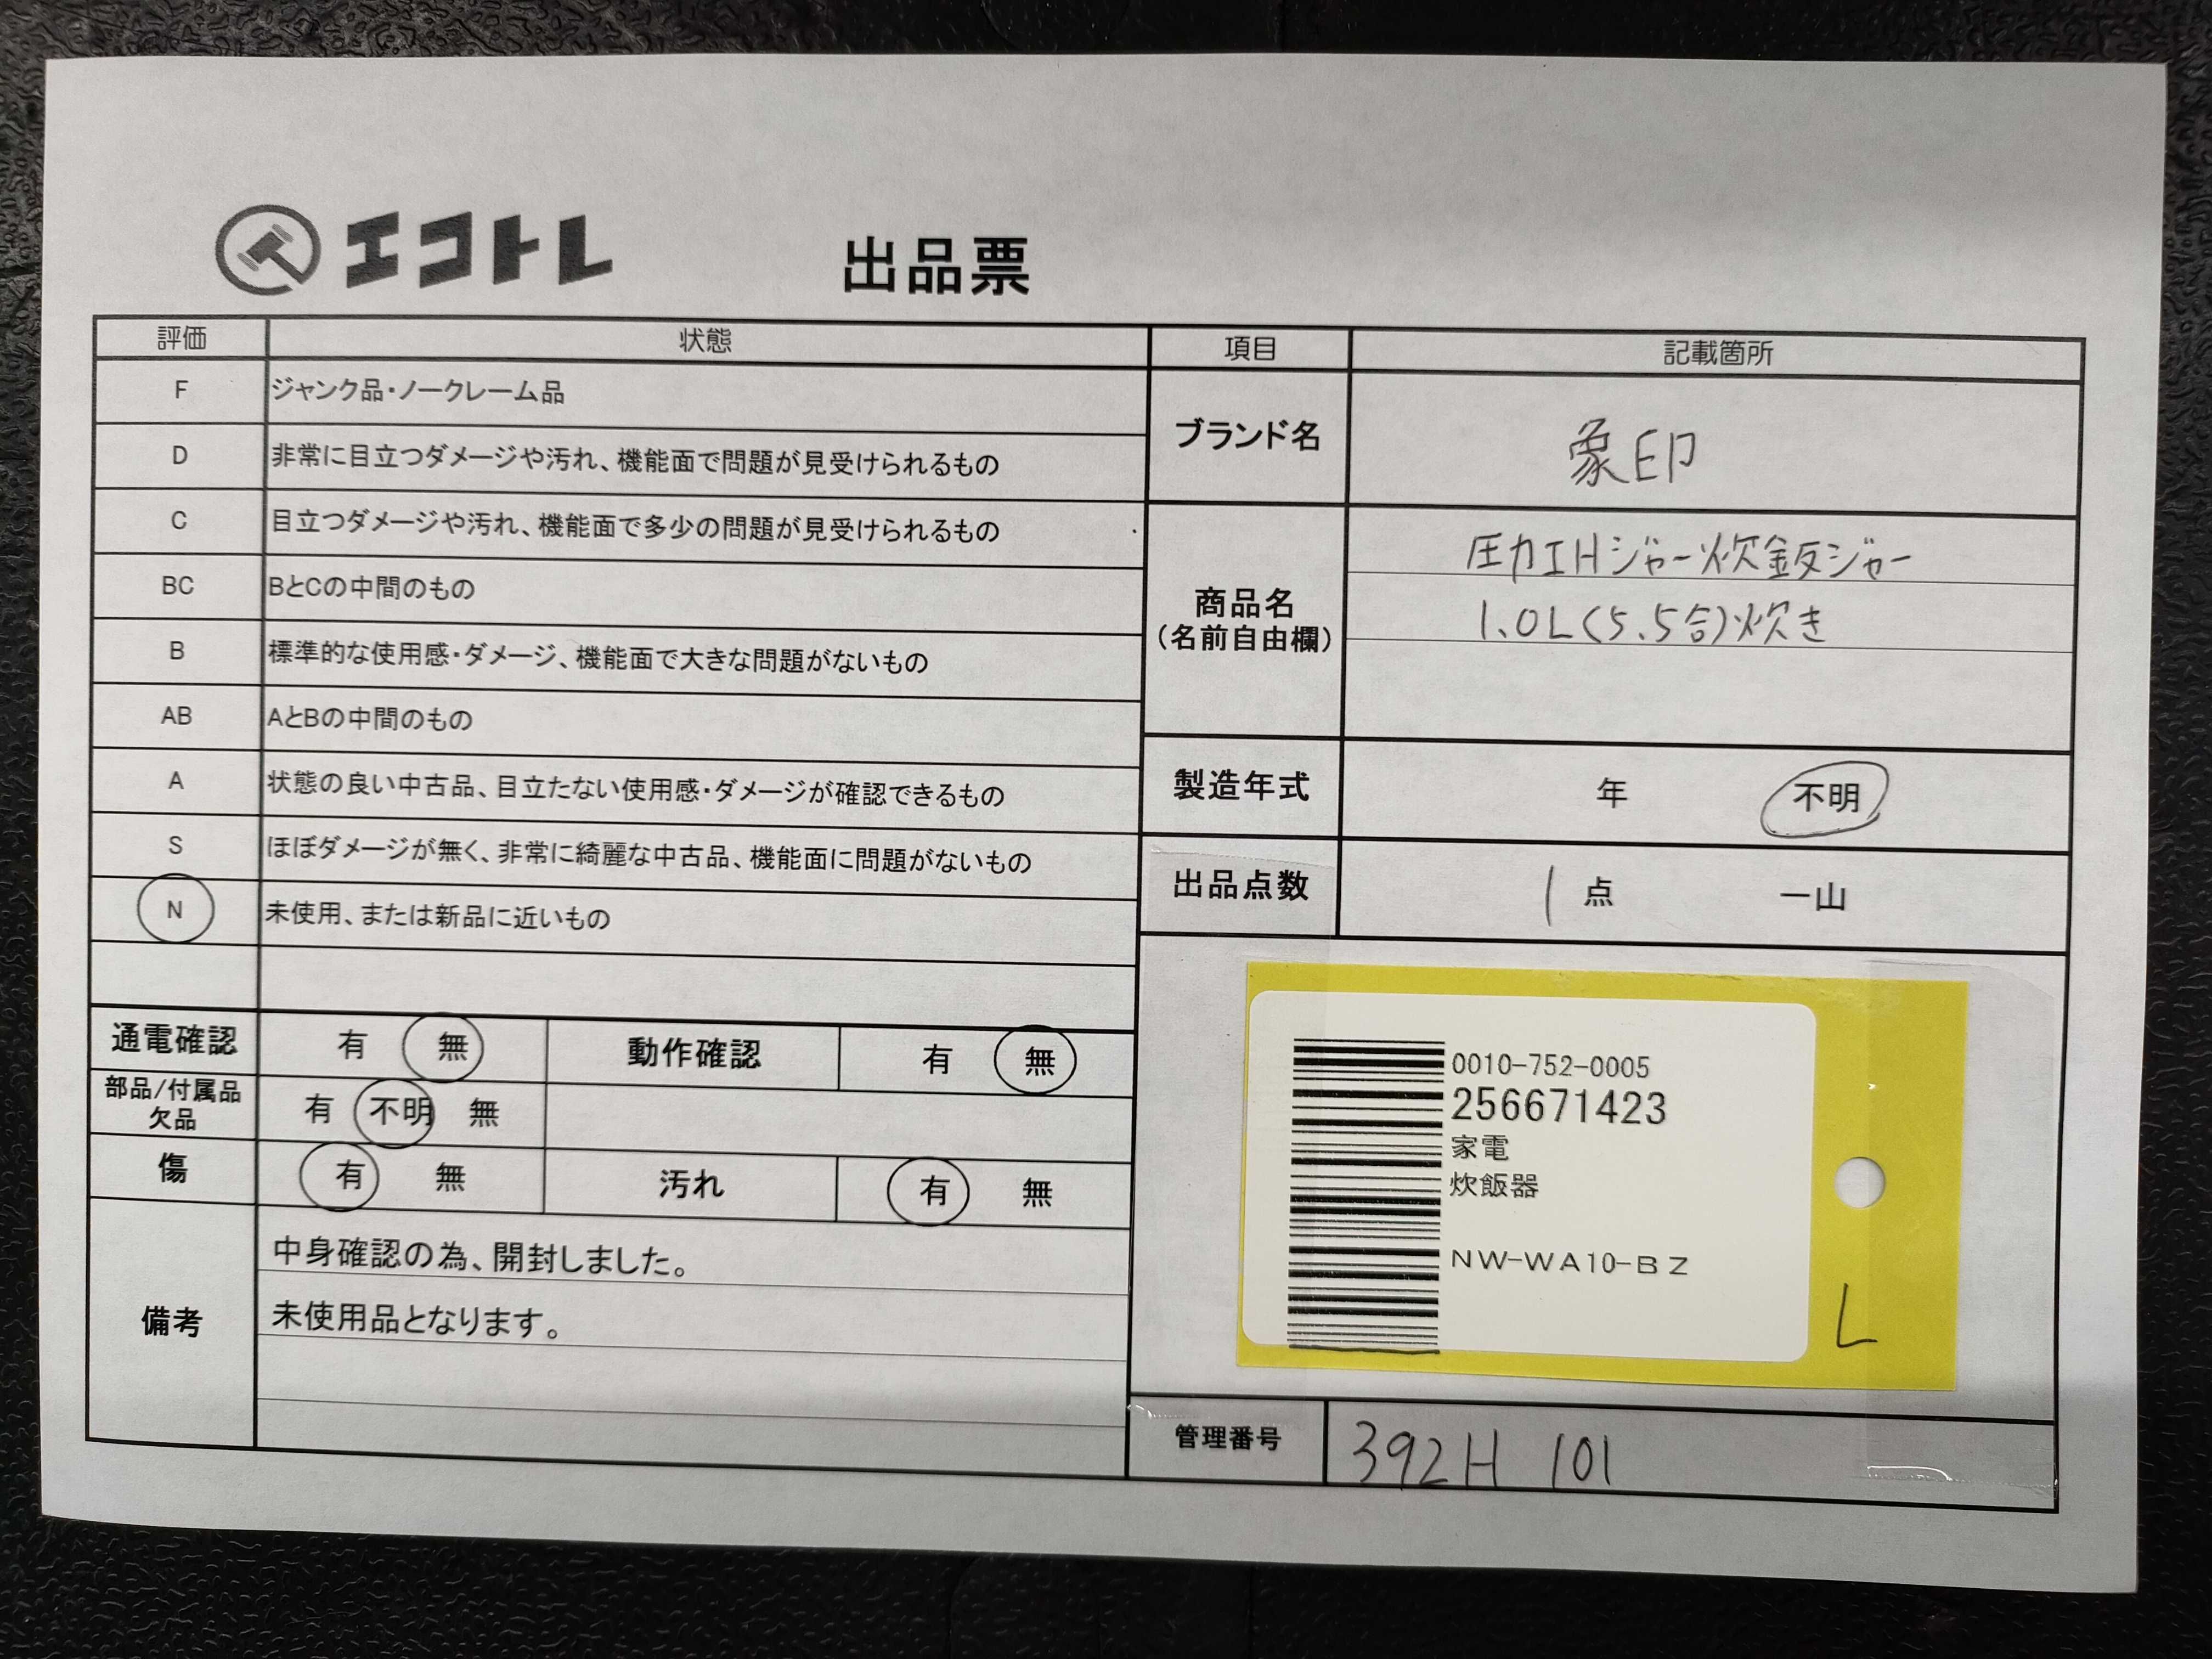 エコトレ
出品票
評価 状態
F ジャンク品・ノークレーム品
D 非常に目立つダメージや汚れ、機能面で問題が見受けられるもの
C 目立つダメージや汚れ、機能面で多少の問題が見受けられるもの
BC BとCの中間のもの
B 標準的な使用感・ダメージ、機能面で大きな問題がないもの
AB AとBの中間のもの
A 状態の良い中古品、目立たない使用感・ダメージが確認できるもの
S ほぼダメージが無く、非常に綺麗な中古品、機能面に問題がないもの
N 未使用、または新品に近いもの
通電確認 有 無 動作確認 有 無
部品/付属品
欠品 有 不明 無
傷 有 無 汚れ 有 無
備考
中身確認の為、開封しました。
未使用品となります。
項目 記載箇所
ブランド名 象印
商品名
(名前自由欄)
圧力IHジャー炊飯ジャー
1.0L(5.5合)炊き
製造年式 年 不明
出品点数 1点 一山
0010-752-0005
256671423
家電
炊飯器
NW-WA10-BZ
L
管理番号 392H 101